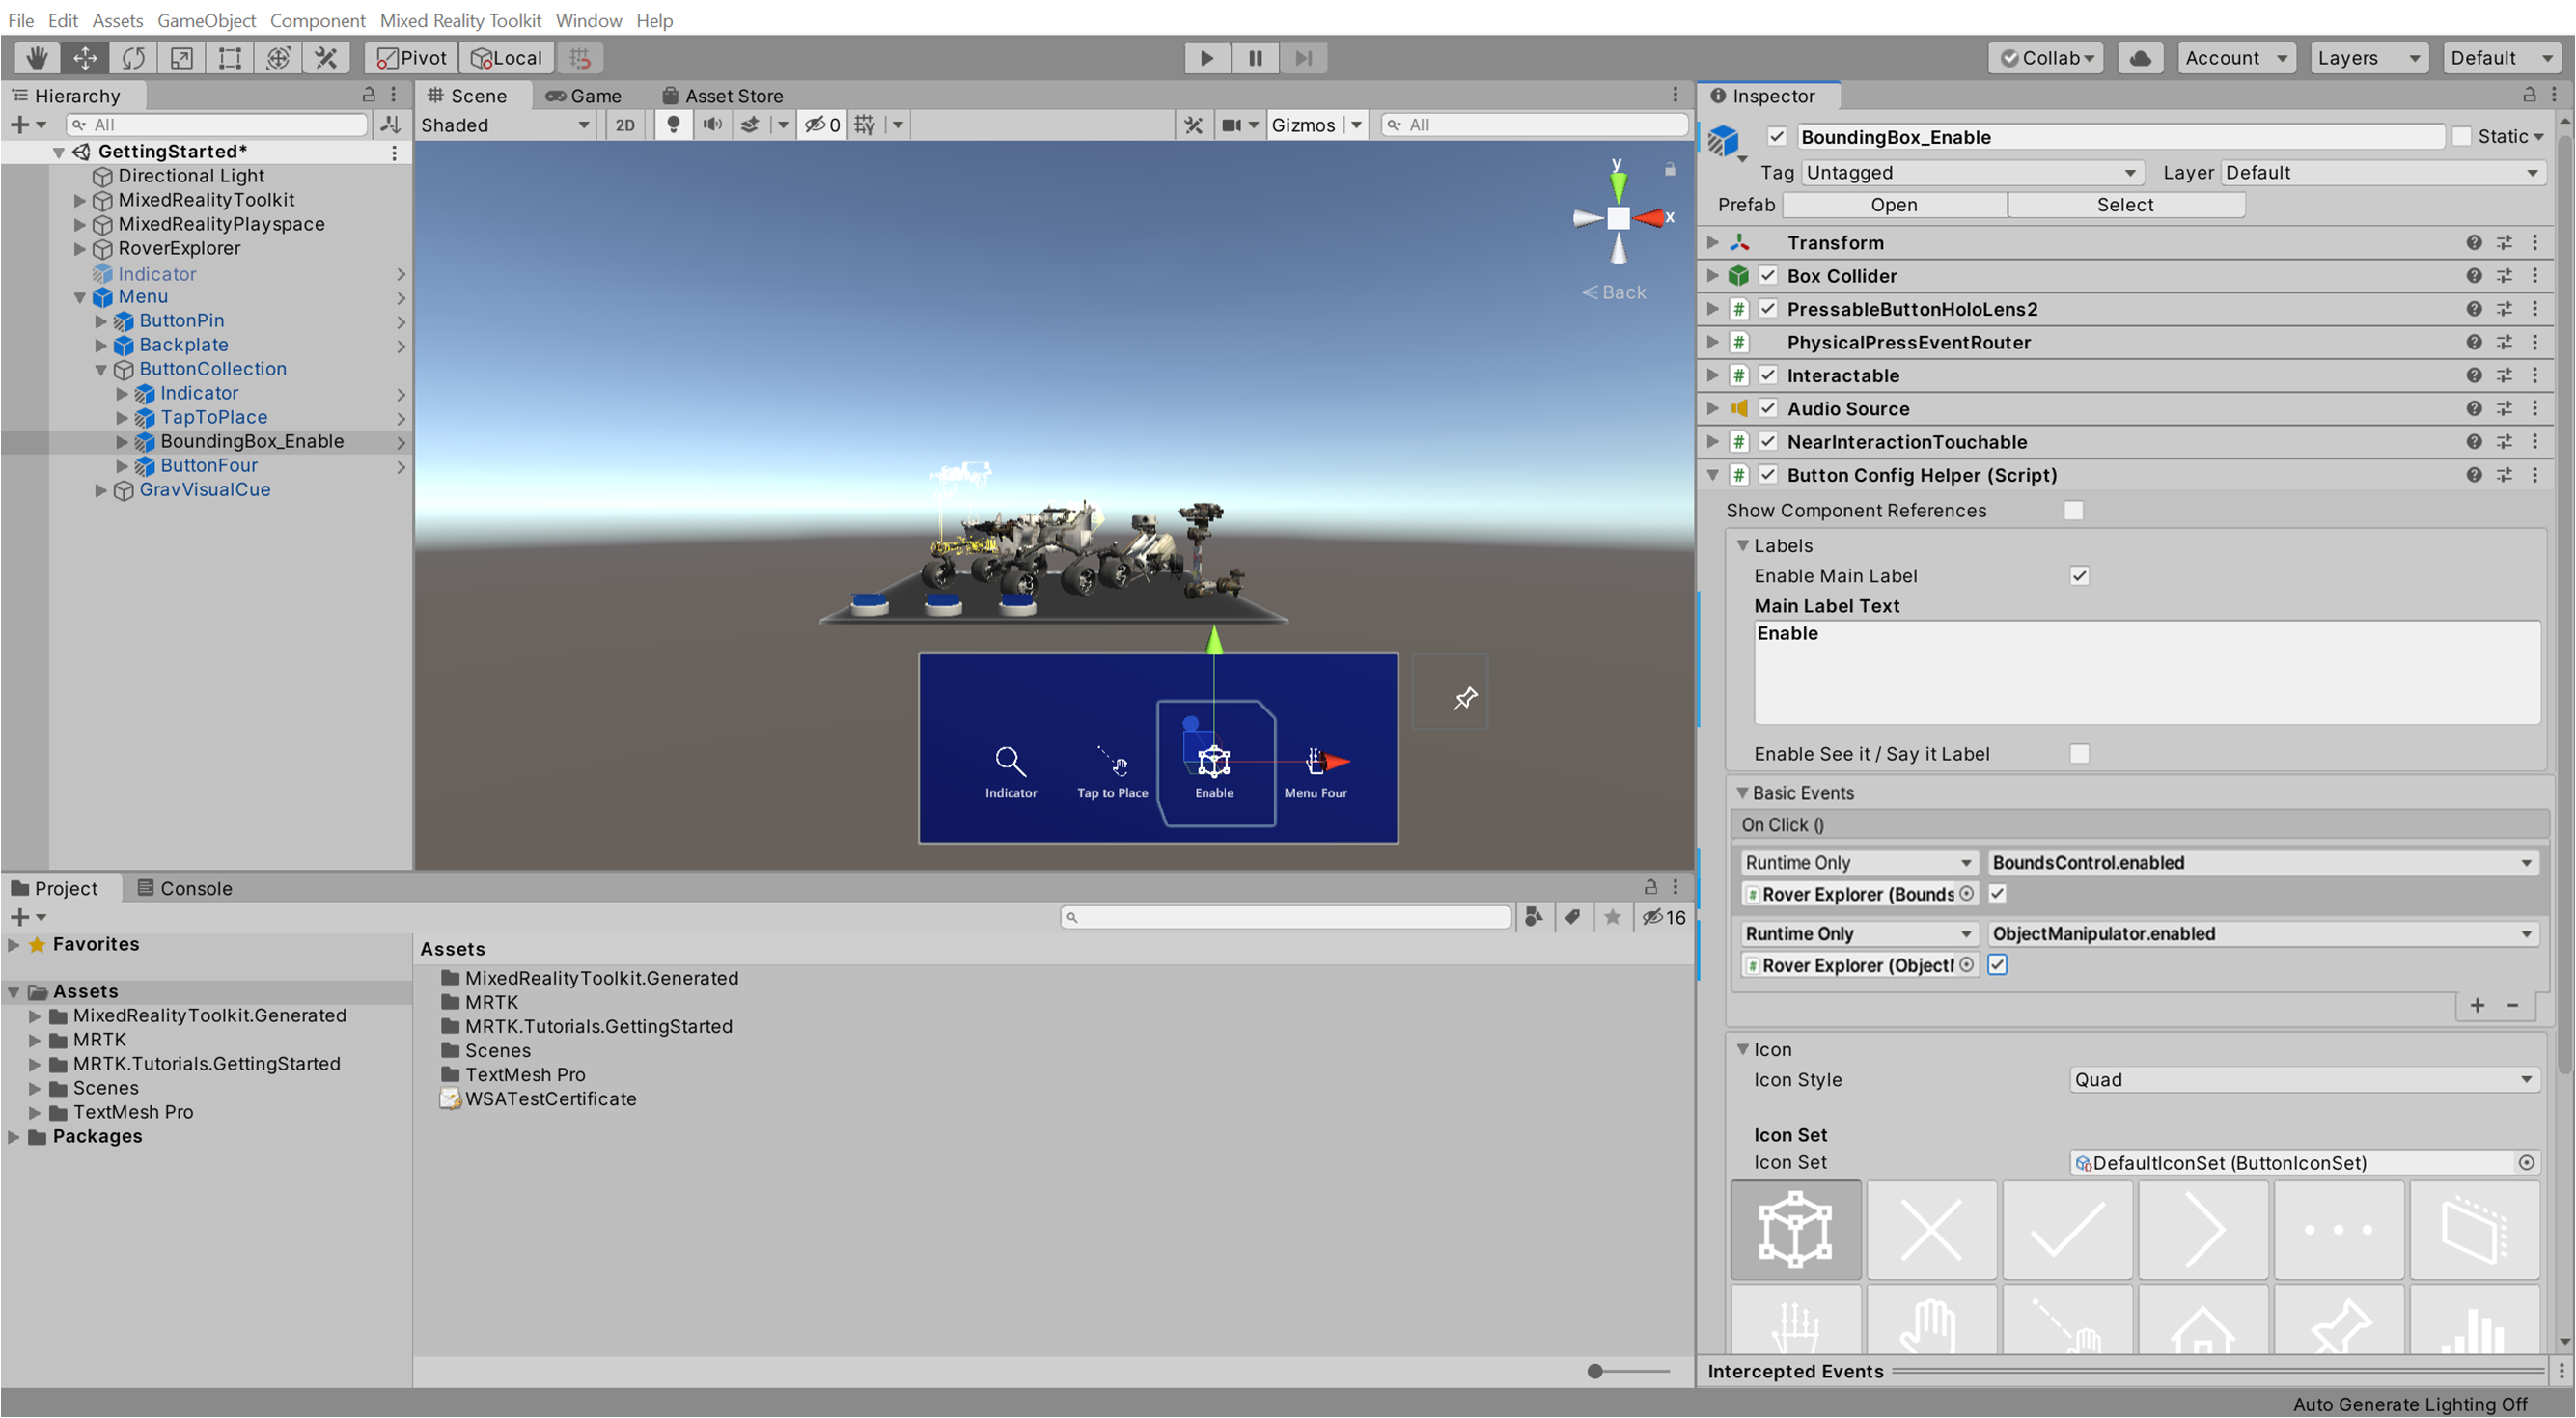 File Edit Assets GameObject Component Mixed Reality Toolkit Window Help
Pivot Local Collab Account Layers Default
Hierarchy
All
GettingStarted*
Directional Light
MixedRealityToolkit
MixedRealityPlayspace
RoverExplorer
Indicator
Menu
ButtonPin
Backplate
ButtonCollection
Indicator
TapToPlace
BoundingBox_Enable
ButtonFour
GravVisualCue
Scene Game Asset Store
Shaded 2D 0 Gizmos All
y
x
Back
Indicator Tap to Place Enable Menu Four
Project Console
16
Favorites
Assets
MixedRealityToolkit.Generated
MRTK
MRTK.Tutorials.GettingStarted
Scenes
TextMesh Pro
Packages
Assets
MixedRealityToolkit.Generated
MRTK
MRTK.Tutorials.GettingStarted
Scenes
TextMesh Pro
WSATestCertificate
Inspector
BoundingBox_Enable Static
Tag Untagged Layer Default
Prefab Open Select
Transform
Box Collider
PressableButtonHoloLens2
PhysicalPressEventRouter
Interactable
Audio Source
NearInteractionTouchable
Button Config Helper (Script)
Show Component References
Labels
Enable Main Label
Main Label Text
Enable
Enable See it / Say it Label
Basic Events
On Click ()
Runtime Only BoundsControl.enabled
Rover Explorer (Bounds
Runtime Only ObjectManipulator.enabled
Rover Explorer (Object
Icon
Icon Style Quad
Icon Set
Icon Set DefaultIconSet (ButtonIconSet)
Intercepted Events
Auto Generate Lighting Off